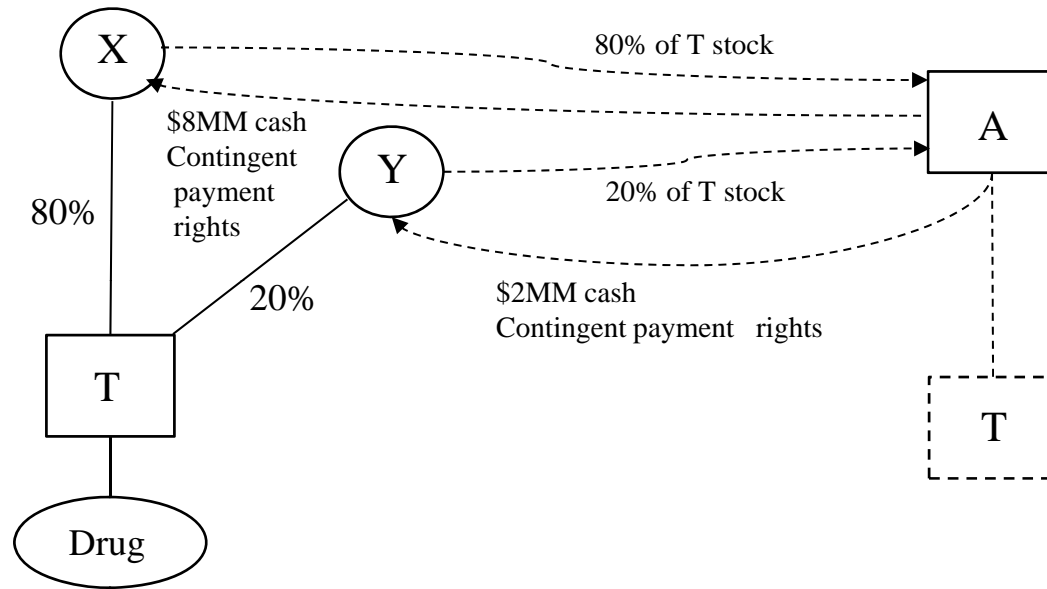 X
80% of T stock
A
$8MM cash
Contingent
payment
rights
Y
20% of T stock
80%
20%
$2MM cash
Contingent payment rights
T
T
Drug